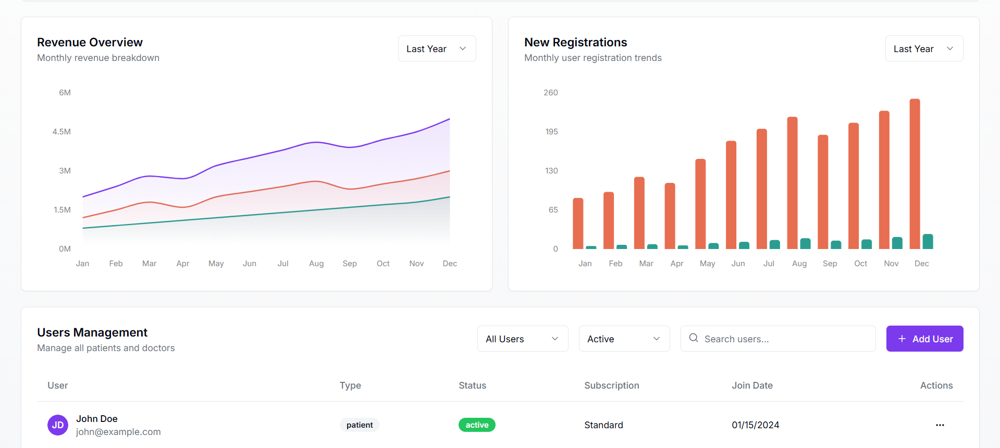 Revenue Overview
Monthly revenue breakdown
Last Year
6M
4.5M
3M
1.5M
0M
Jan Feb Mar Apr May Jun Jul Aug Sep Oct Nov Dec
New Registrations
Monthly user registration trends
Last Year
260
195
130
65
0
Jan Feb Mar Apr May Jun Jul Aug Sep Oct Nov Dec
Users Management
Manage all patients and doctors
All Users
Active
Search users...
+ Add User
User Type Status Subscription Join Date Actions
JD John Doe
john@example.com
patient active Standard 01/15/2024 ...